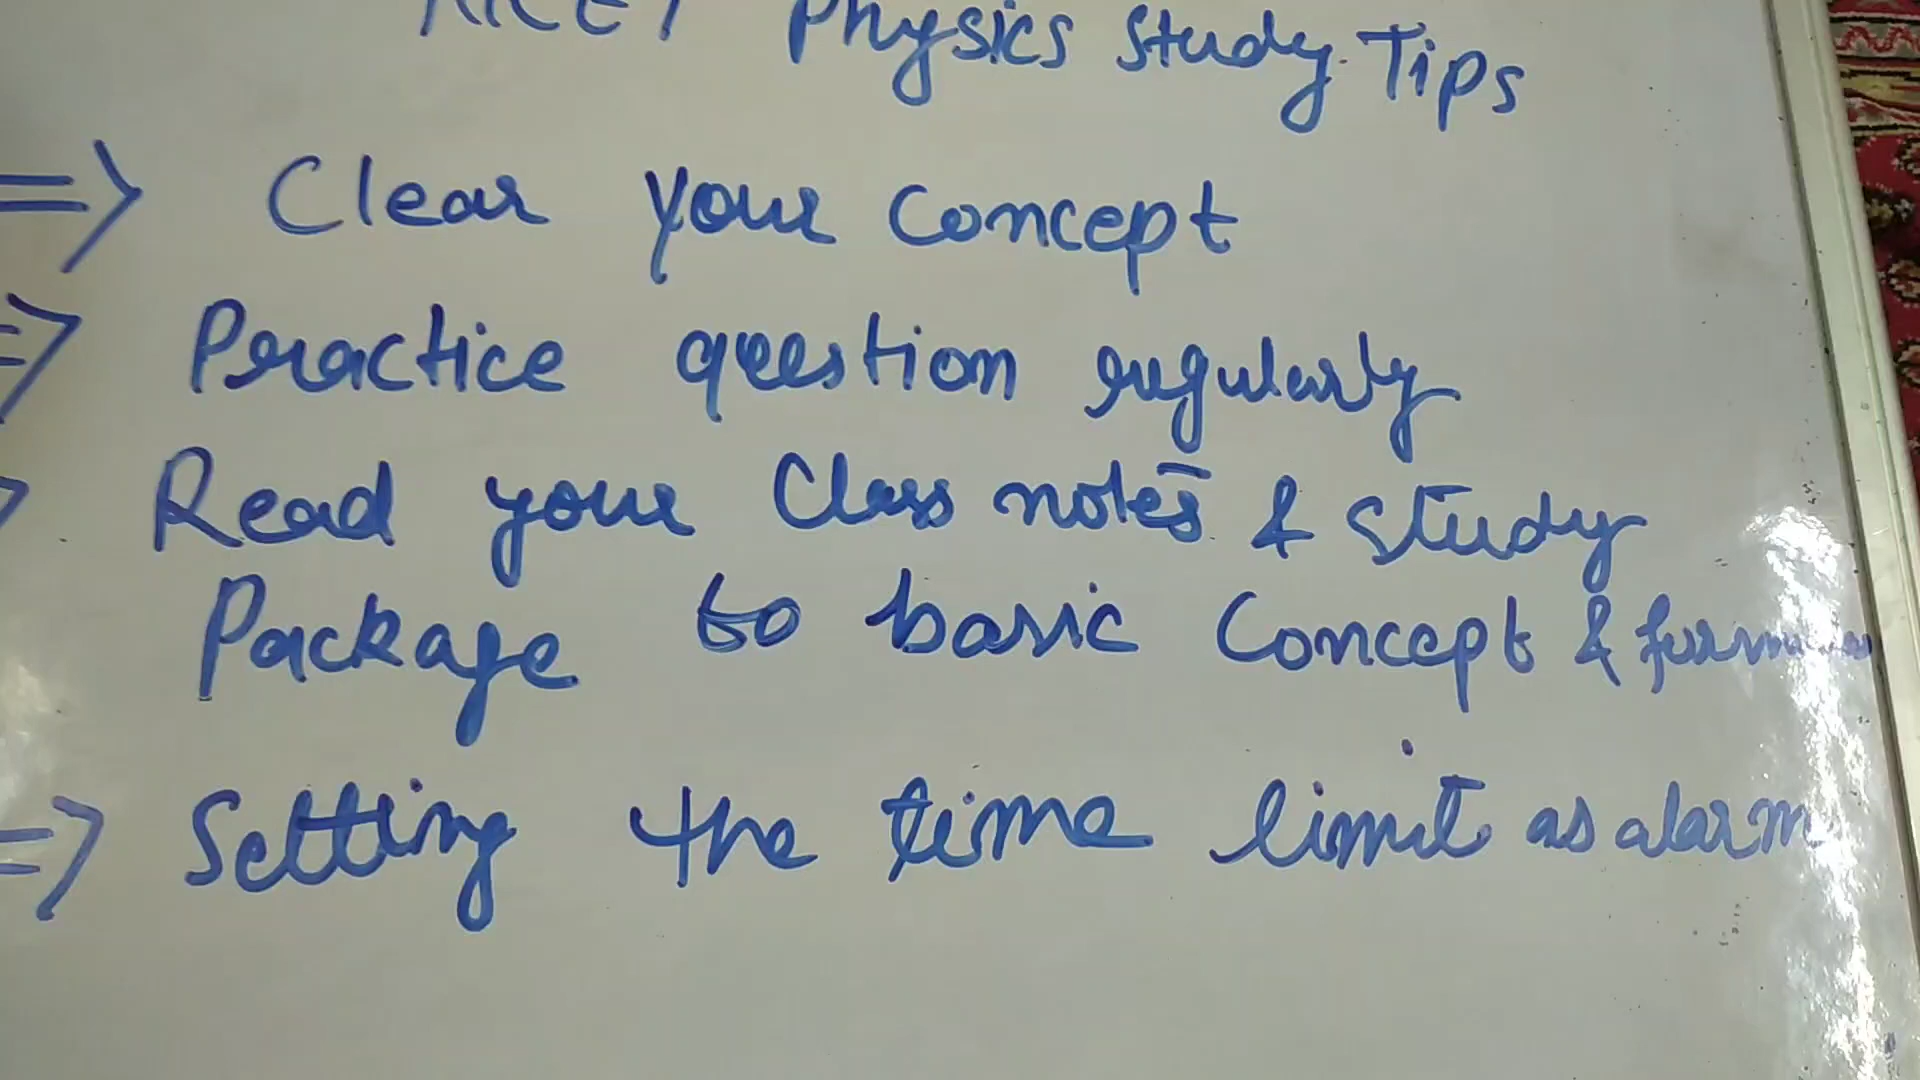 Physics Study Tips
=> Clear your Concept
=> Practice question regularly
Read your Class notes & study
Package to basic Concept &
=> Setting the time limit as alarm